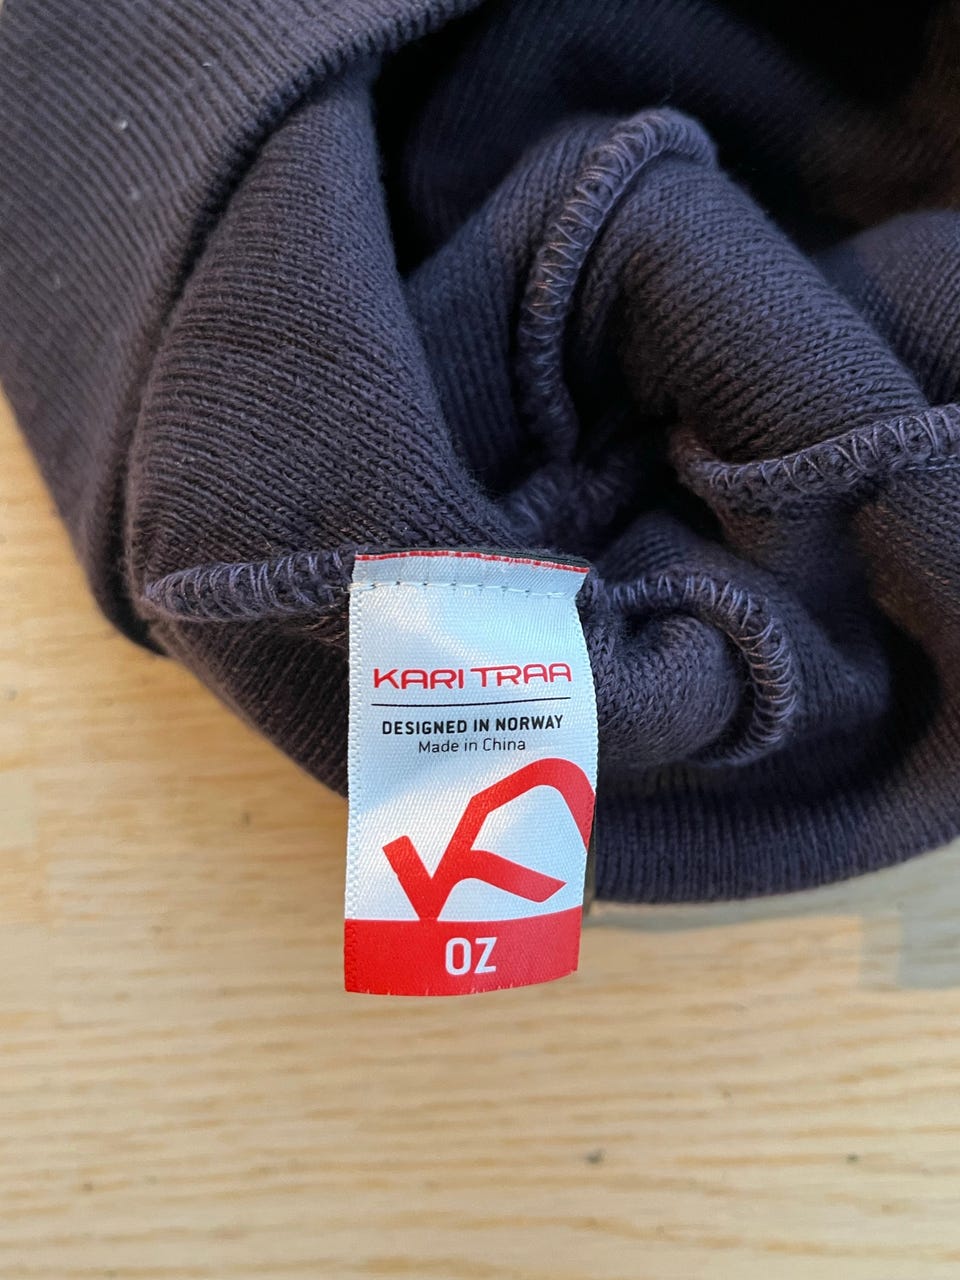 KARI TRAA
DESIGNED IN NORWAY
Made in China
OZ